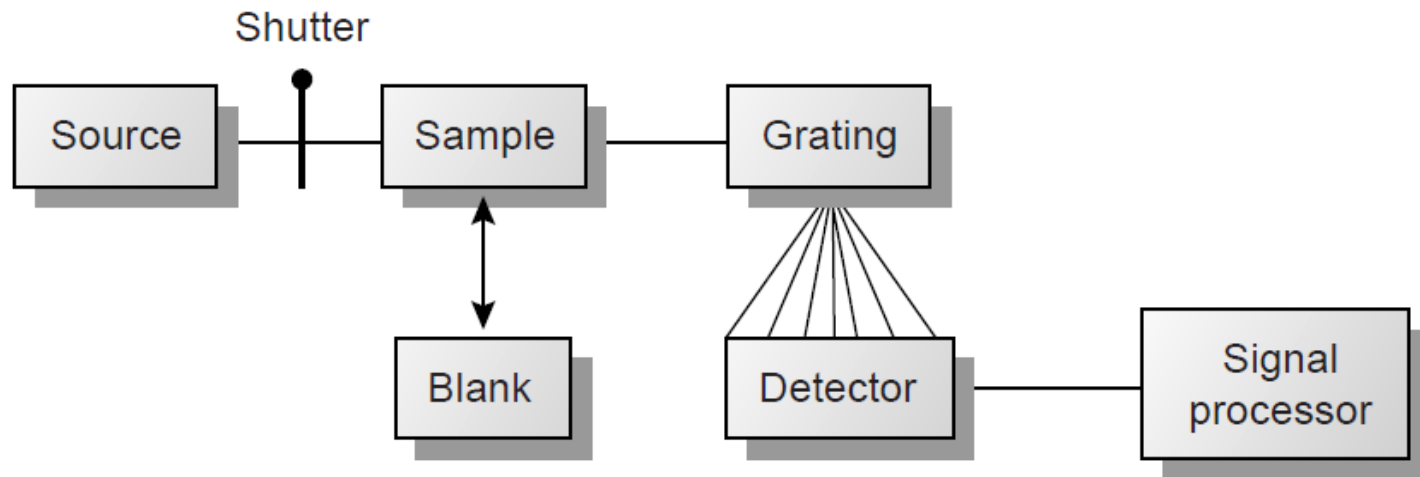 Shutter
Source
Sample
Grating
Blank
Detector
Signal
processor